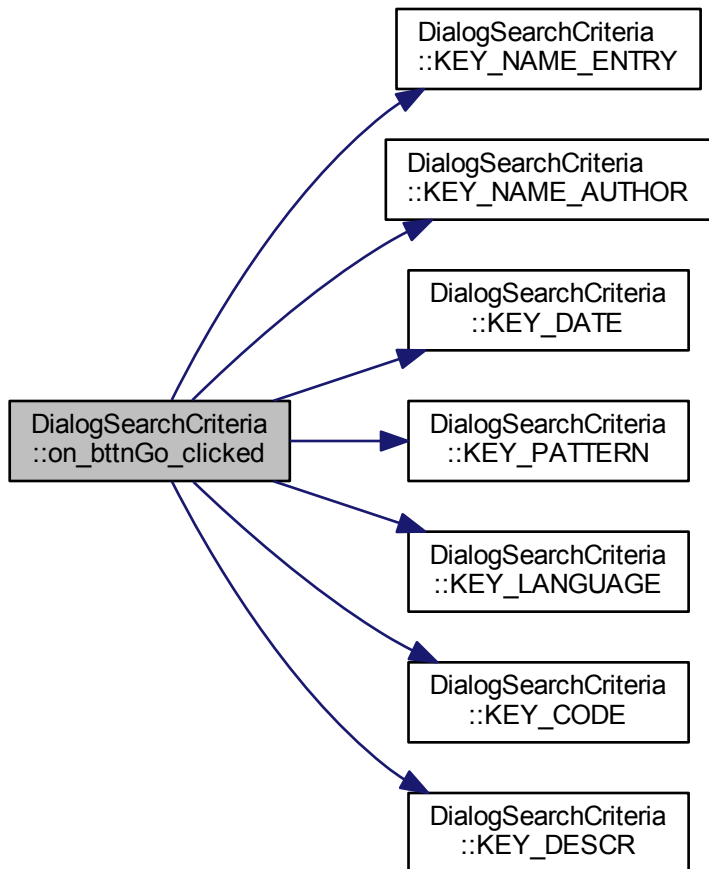 DialogSearchCriteria
::KEY_NAME_ENTRY
DialogSearchCriteria
::KEY_NAME_AUTHOR
DialogSearchCriteria
::KEY_DATE
DialogSearchCriteria
::on_bttnGo_clicked
DialogSearchCriteria
::KEY_PATTERN
DialogSearchCriteria
::KEY_LANGUAGE
DialogSearchCriteria
::KEY_CODE
DialogSearchCriteria
::KEY_DESCR